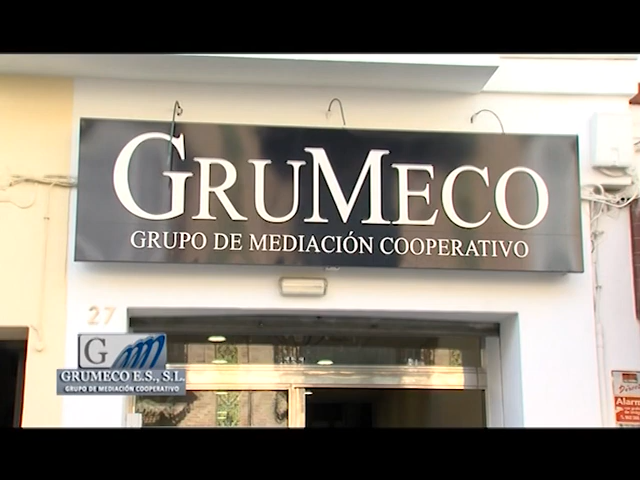 GRUMECO
GRUPO DE MEDIACIÓN COOPERATIVO
27
G
GRUMECO E.S., S.L.
GRUPO DE MEDIACIÓN COOPERATIVO
Alarm